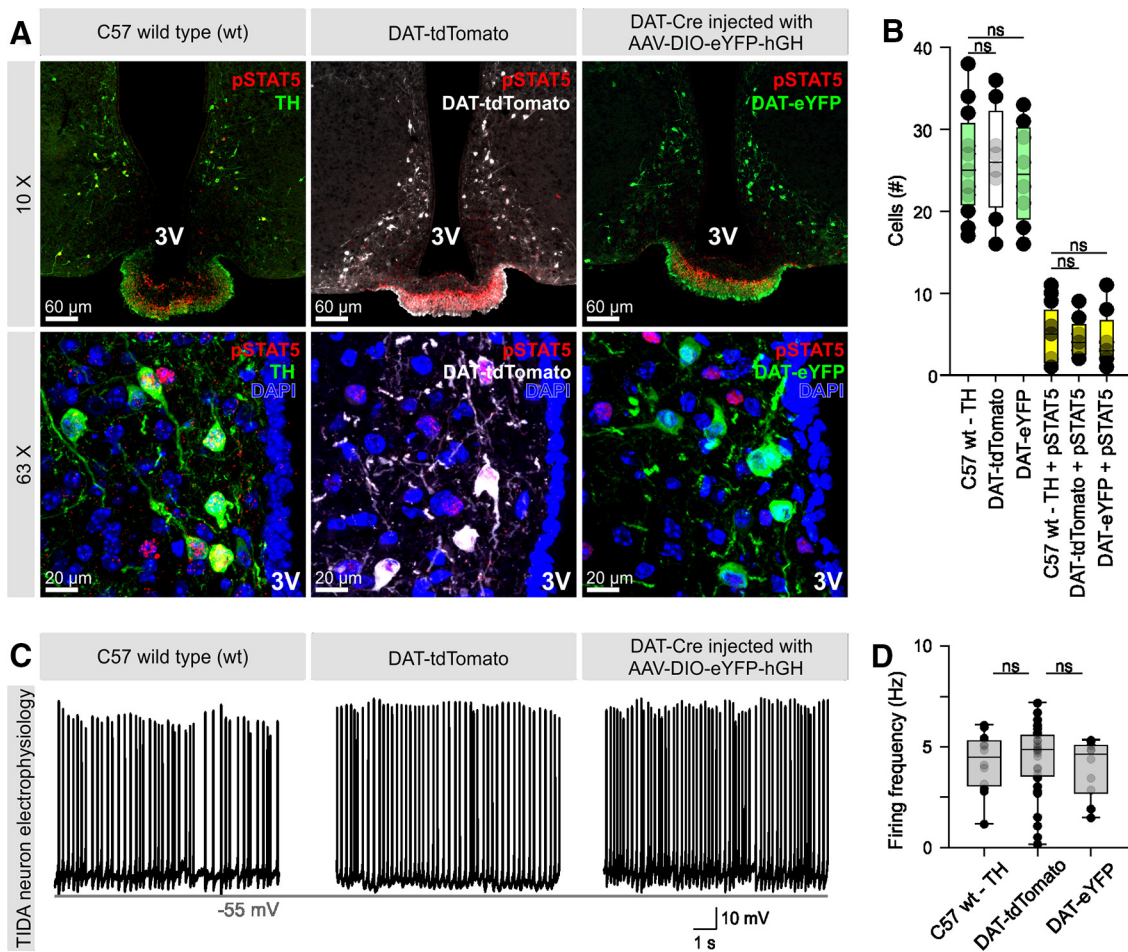 A
C57 wild type (wt)
DAT-tdTomato
DAT-Cre injected with
AAV-DIO-eYFP-hGH
10 X
pSTAT5
TH
3V
60 µm
pSTAT5
DAT-tdTomato
3V
60 µm
pSTAT5
DAT-eYFP
3V
60 µm
63 X
pSTAT5
TH
DAPI
20 µm
3V
pSTAT5
DAT-tdTomato
DAPI
20 µm
3V
pSTAT5
DAT-eYFP
DAPI
20 µm
3V
B
ns
ns
ns
ns
Cells (#)
40
30
20
10
0
C57 wt - TH
DAT-tdTomato
DAT-eYFP
C57 wt - TH + pSTAT5
DAT-tdTomato + pSTAT5
DAT-eYFP + pSTAT5
C
C57 wild type (wt)
DAT-tdTomato
DAT-Cre injected with
AAV-DIO-eYFP-hGH
TIDA neuron electrophysiology
-55 mV
10 mV
1 s
D
ns
ns
Firing frequency (Hz)
10
5
0
C57 wt - TH
DAT-tdTomato
DAT-eYFP